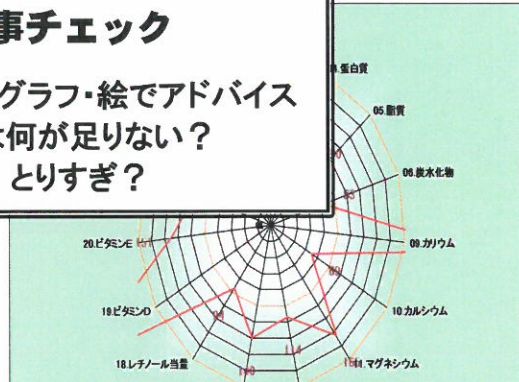 事チェック
グラフ・絵でアドバイス
何が足りない？
とりすぎ？
蛋白質
05.脂質
06.炭水化物
09.カリウム
10.カルシウム
マグネシウム
18.レチノール当量
19.ビタミンD
20.ビタミンE